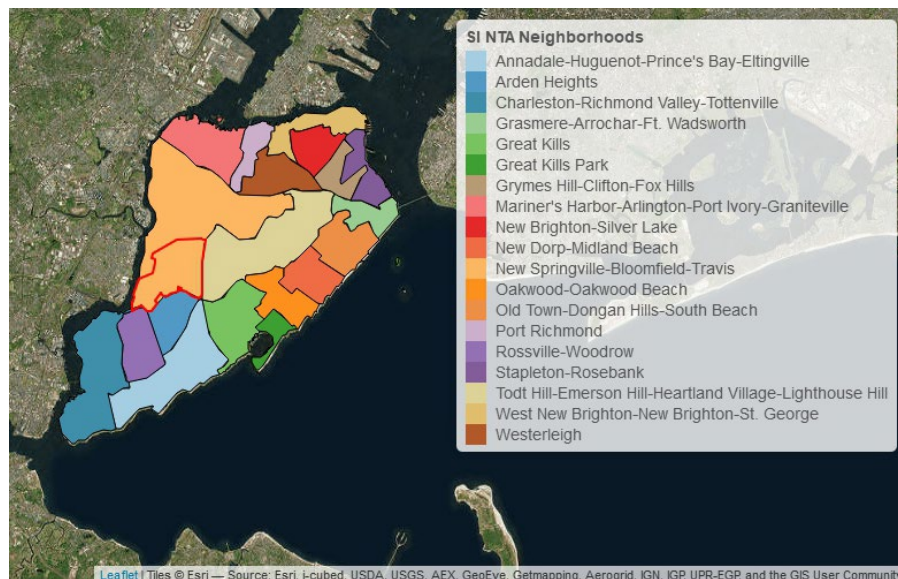 SI NTA Neighborhoods
Annadale-Huguenot-Prince's Bay-Eltingville
Arden Heights
Charleston-Richmond Valley-Tottenville
Grasmere-Arrochar-Ft. Wadsworth
Great Kills
Great Kills Park
Grymes Hill-Clifton-Fox Hills
Mariner's Harbor-Arlington-Port Ivory-Graniteville
New Brighton-Silver Lake
New Dorp-Midland Beach
New Springville-Bloomfield-Travis
Oakwood-Oakwood Beach
Old Town-Dongan Hills-South Beach
Port Richmond
Rossville-Woodrow
Stapleton-Rosebank
Todt Hill-Emerson Hill-Heartland Village-Lighthouse Hill
West New Brighton-New Brighton-St. George
Westerleigh
Leaflet | Tiles © Esri — Source: Esri, i-cubed, USDA, USGS, AEX, GeoEye, Getmapping, Aerogrid, IGN, IGP, UPR-EGP, and the GIS User Community